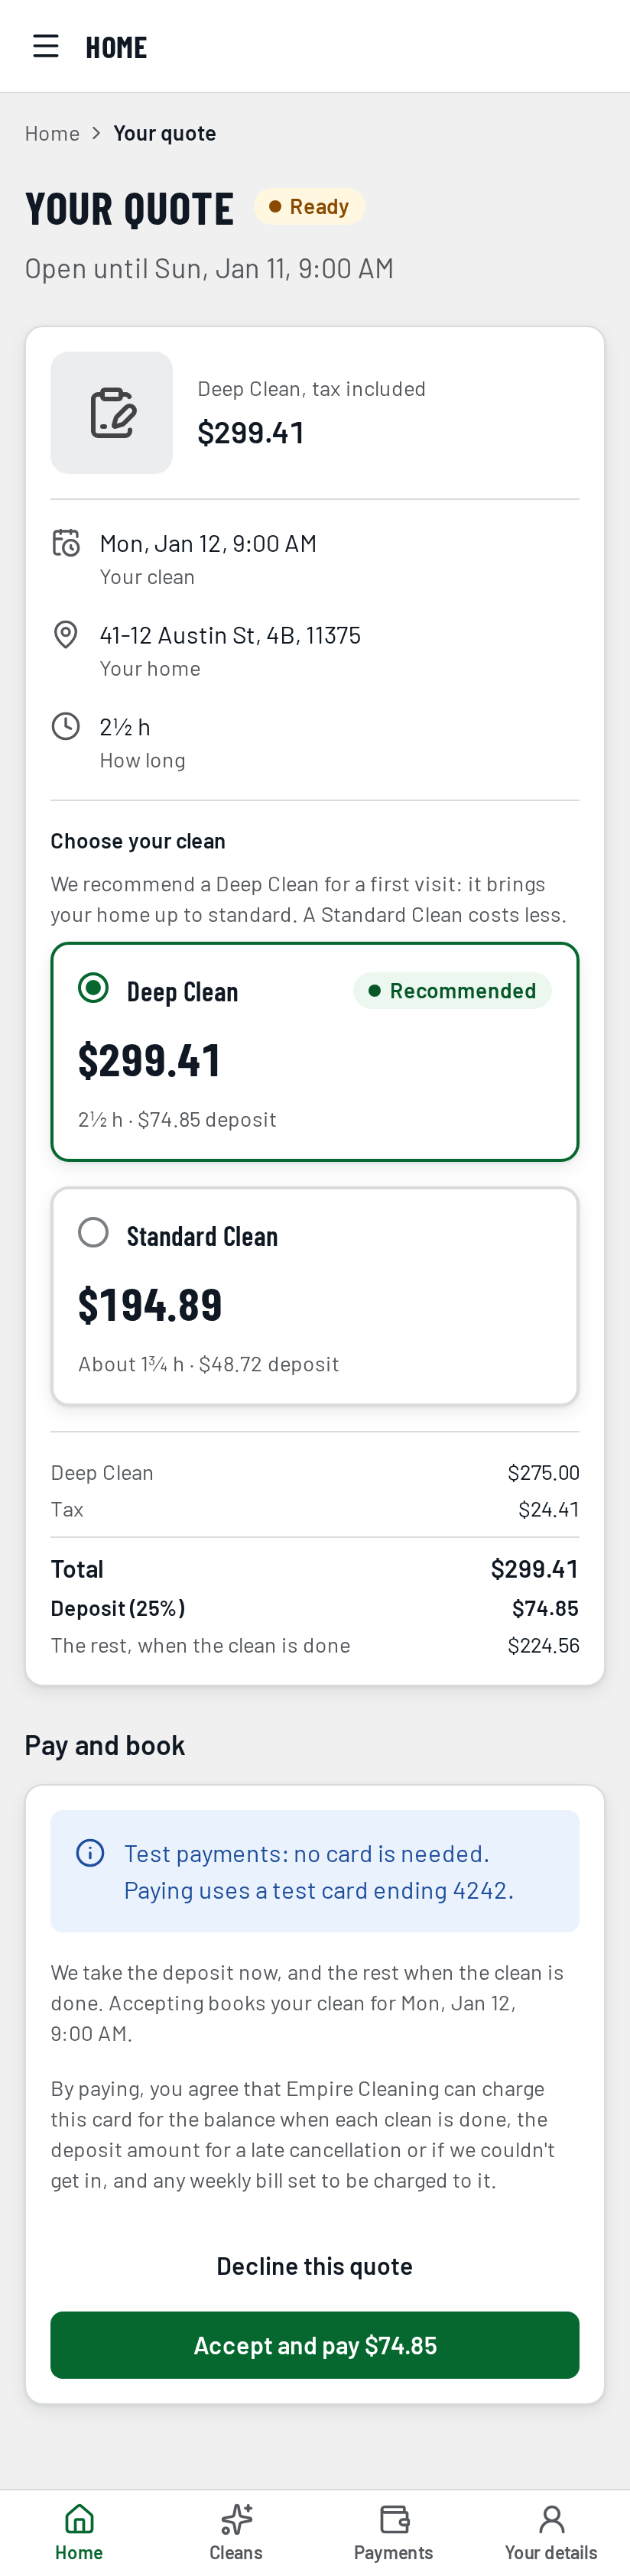 HOME
Home > Your quote
YOUR QUOTE
Ready
Open until Sun, Jan 11, 9:00 AM
Deep Clean, tax included
$299.41
Mon, Jan 12, 9:00 AM
Your clean
41-12 Austin St, 4B, 11375
Your home
2½ h
How long
Choose your clean
We recommend a Deep Clean for a first visit: it brings
your home up to standard. A Standard Clean costs less.
Deep Clean
Recommended
$299.41
2½ h · $74.85 deposit
Standard Clean
$194.89
About 1¾ h · $48.72 deposit
Deep Clean $275.00
Tax $24.41
Total $299.41
Deposit (25%) $74.85
The rest, when the clean is done $224.56
Pay and book
Test payments: no card is needed.
Paying uses a test card ending 4242.
We take the deposit now, and the rest when the clean is
done. Accepting books your clean for Mon, Jan 12,
9:00 AM.
By paying, you agree that Empire Cleaning can charge
this card for the balance when each clean is done, the
deposit amount for a late cancellation or if we couldn't
get in, and any weekly bill set to be charged to it.
Decline this quote
Accept and pay $74.85
Home Cleans Payments Your details